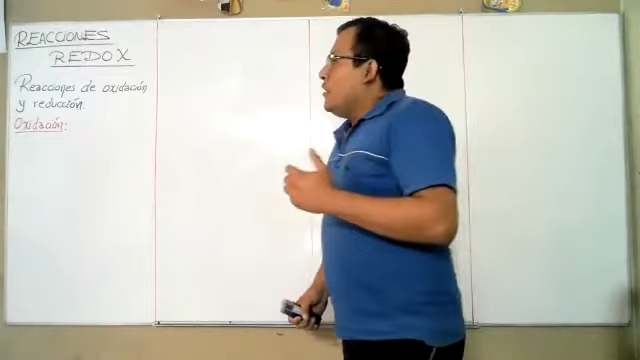 REACCIONES
REDOX
Reacciones de oxidación
y reducción.
Oxidación: